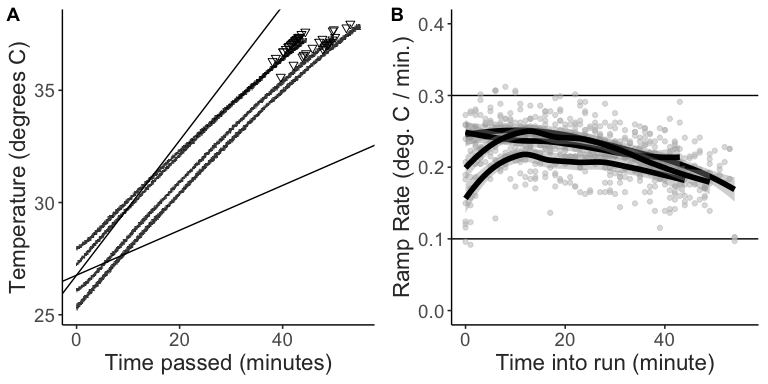 A
Temperature (degrees C)
35
30
25
0 20 40
Time passed (minutes)
B
Ramp Rate (deg. C / min.)
0.4
0.3
0.2
0.1
0.0
0 20 40
Time into run (minute)